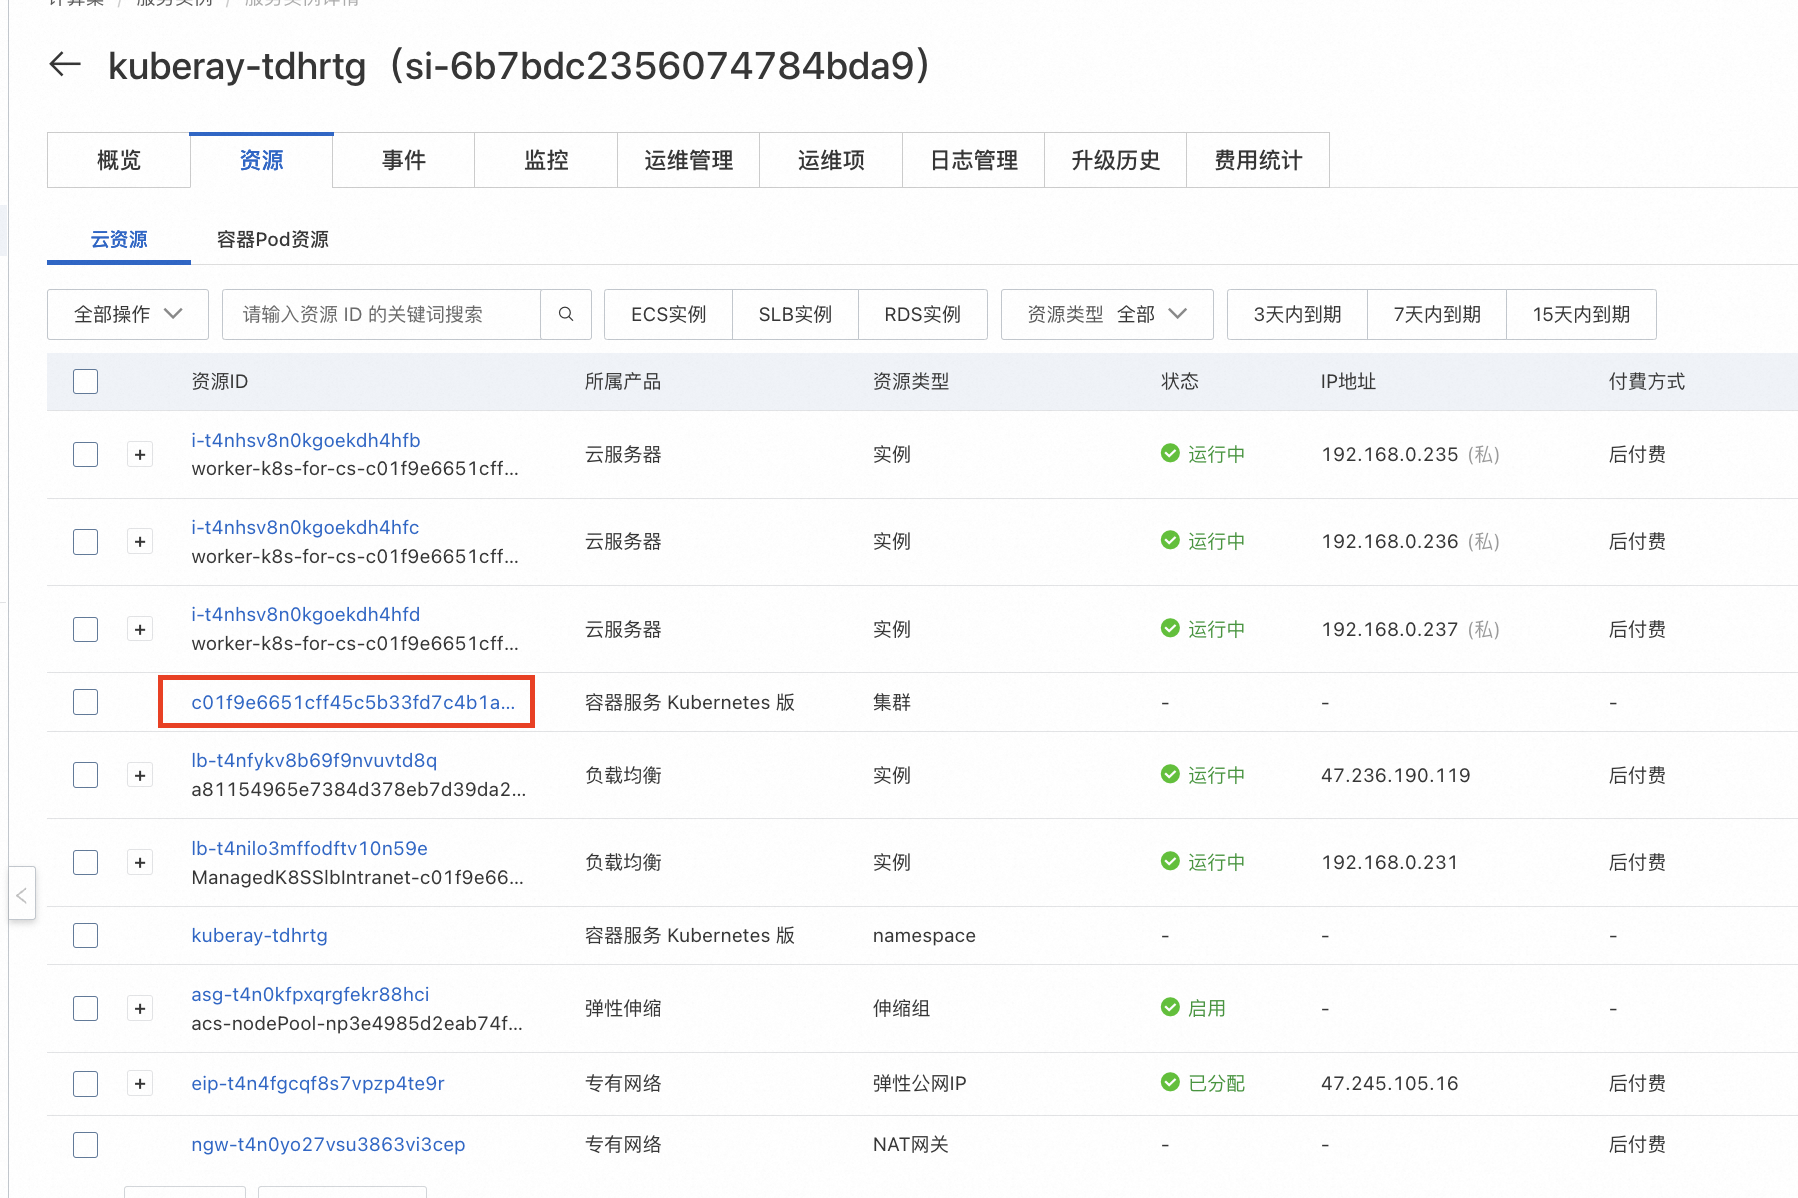 计算巢 / 服务实例 / 服务实例详情
kuberay-tdhrtg（si-6b7bdc2356074784bda9）
概览 资源 事件 监控 运维管理 运维项 日志管理 升级历史 费用统计
云资源 容器Pod资源
全部操作 请输入资源 ID 的关键词搜索 ECS实例 SLB实例 RDS实例 资源类型 全部 3天内到期 7天内到期 15天内到期
资源ID 所属产品 资源类型 状态 IP地址 付費方式
i-t4nhsv8n0kgoekdh4hfb
worker-k8s-for-cs-c01f9e6651cff... 云服务器 实例 运行中 192.168.0.235 (私) 后付费
i-t4nhsv8n0kgoekdh4hfc
worker-k8s-for-cs-c01f9e6651cff... 云服务器 实例 运行中 192.168.0.236 (私) 后付费
i-t4nhsv8n0kgoekdh4hfd
worker-k8s-for-cs-c01f9e6651cff... 云服务器 实例 运行中 192.168.0.237 (私) 后付费
c01f9e6651cff45c5b33fd7c4b1a... 容器服务 Kubernetes 版 集群 - - -
lb-t4nfykv8b69f9nvuvtd8q
a81154965e7384d378eb7d39da2... 负载均衡 实例 运行中 47.236.190.119 后付费
lb-t4nilo3mffodftv10n59e
ManagedK8SSlbIntranet-c01f9e66... 负载均衡 实例 运行中 192.168.0.231 后付费
kuberay-tdhrtg 容器服务 Kubernetes 版 namespace - - -
asg-t4n0kfpxqrgfekr88hci
acs-nodePool-np3e4985d2eab74f... 弹性伸缩 伸缩组 启用 - -
eip-t4n4fgcqf8s7vpzp4te9r 专有网络 弹性公网IP 已分配 47.245.105.16 后付费
ngw-t4n0yo27vsu3863vi3cep 专有网络 NAT网关 - - 后付费